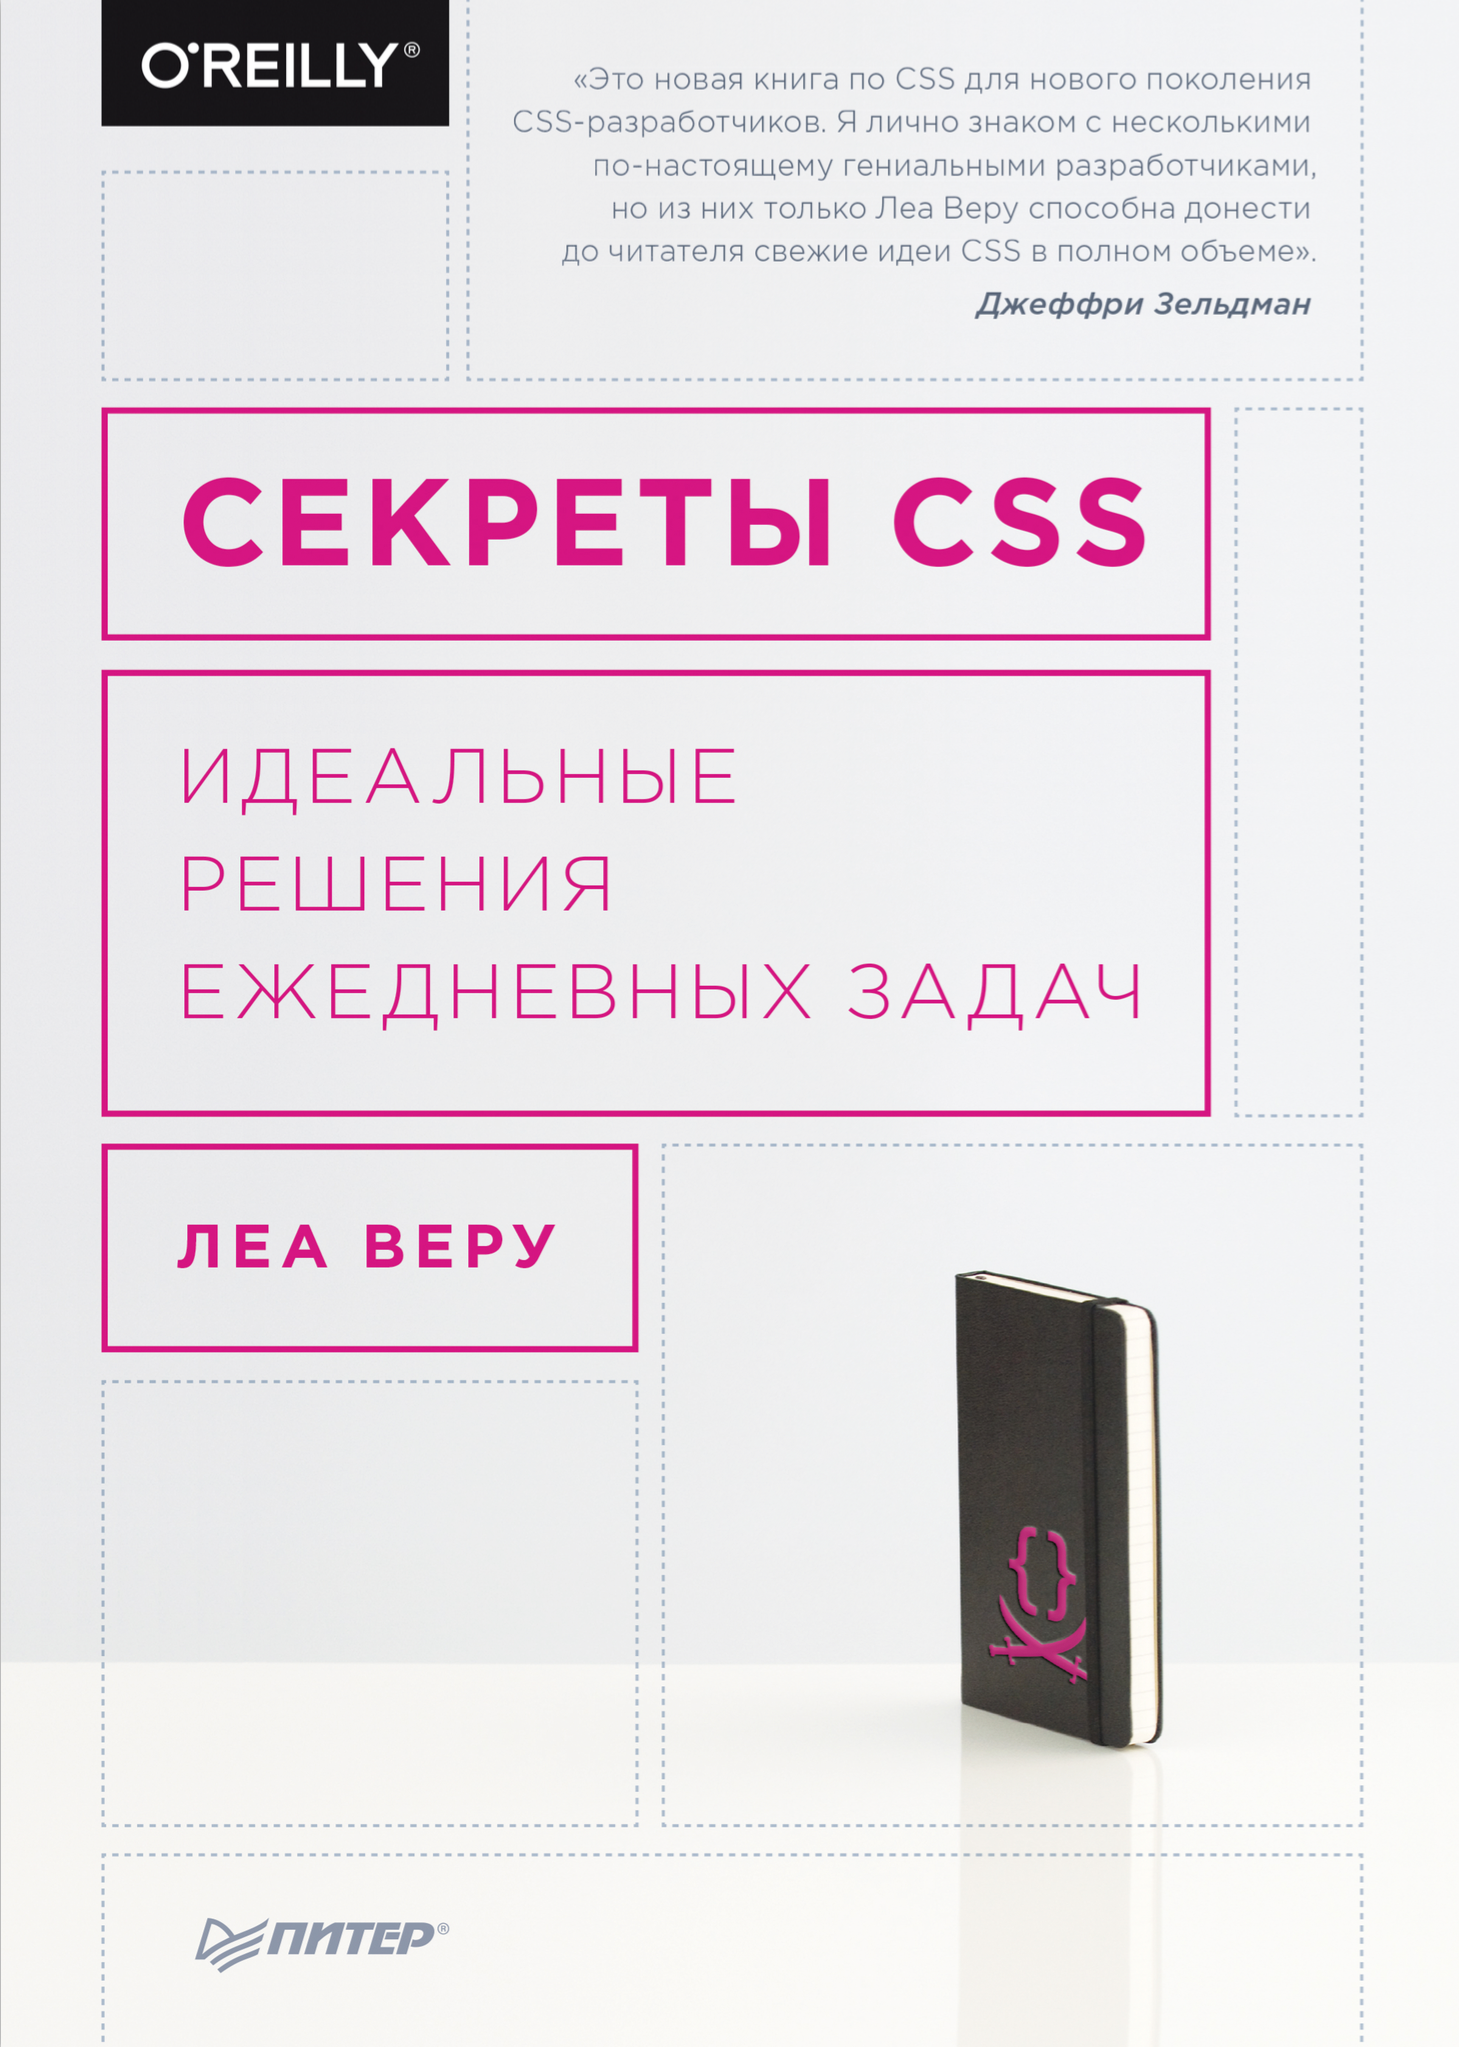 O'REILLY®
«Это новая книга по CSS для нового поколения
CSS-разработчиков. Я лично знаком с несколькими
по-настоящему гениальными разработчиками,
но из них только Леа Веру способна донести
до читателя свежие идеи CSS в полном объеме».
Джеффри Зельдман
СЕКРЕТЫ CSS
ИДЕАЛЬНЫЕ
РЕШЕНИЯ
ЕЖЕДНЕВНЫХ ЗАДАЧ
ЛЕА ВЕРУ
{}
ПИТЕР®